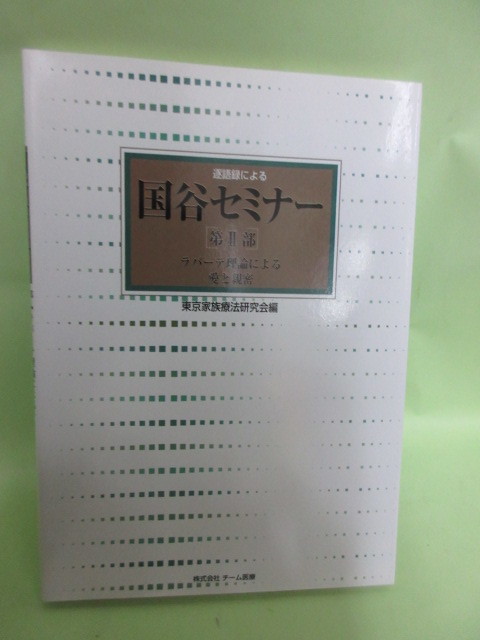 逐語録による
国谷セミナー
第Ⅱ部
ラバーテ理論による
愛と親密
東京家族療法研究会編
株式会社 チーム医療